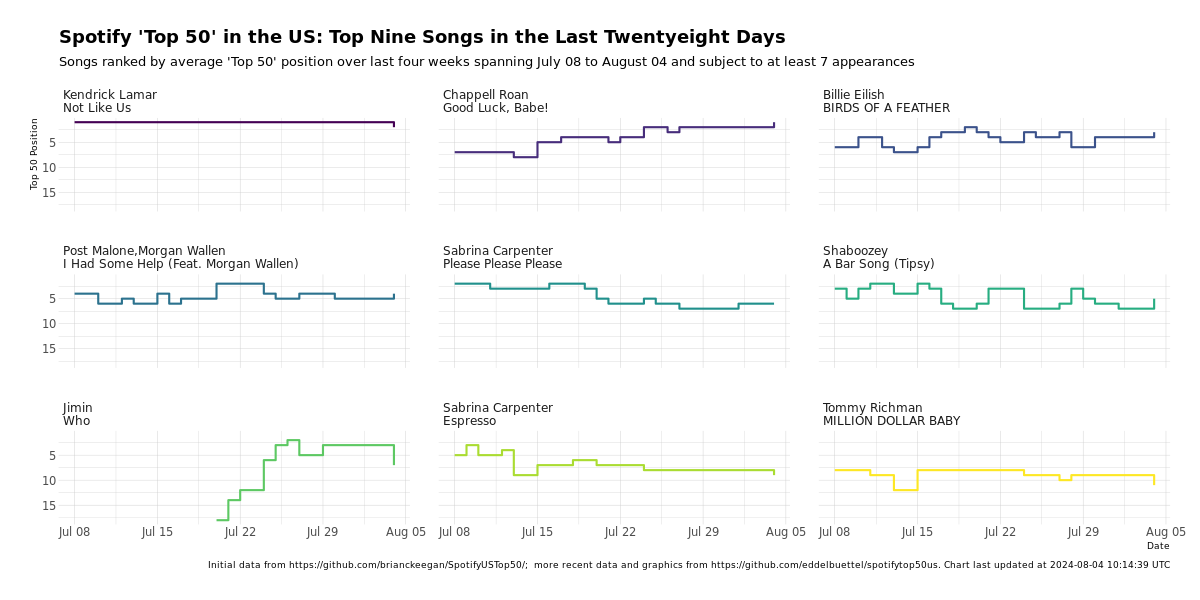 Spotify 'Top 50' in the US: Top Nine Songs in the Last Twentyeight Days
Songs ranked by average 'Top 50' position over last four weeks spanning July 08 to August 04 and subject to at least 7 appearances
Kendrick Lamar
Not Like Us
Chappell Roan
Good Luck, Babe!
Billie Eilish
BIRDS OF A FEATHER
Top 50 Position
5
10
15
Post Malone,Morgan Wallen
I Had Some Help (Feat. Morgan Wallen)
Sabrina Carpenter
Please Please Please
Shaboozey
A Bar Song (Tipsy)
5
10
15
Jimin
Who
Sabrina Carpenter
Espresso
Tommy Richman
MILLION DOLLAR BABY
5
10
15
Jul 08 Jul 15 Jul 22 Jul 29 Aug 05
Jul 08 Jul 15 Jul 22 Jul 29 Aug 05
Jul 08 Jul 15 Jul 22 Jul 29 Aug 05
Date
Initial data from https://github.com/brianckeegan/SpotifyUSTop50/;  more recent data and graphics from https://github.com/eddelbuettel/spotifytop50us. Chart last updated at 2024-08-04 10:14:39 UTC